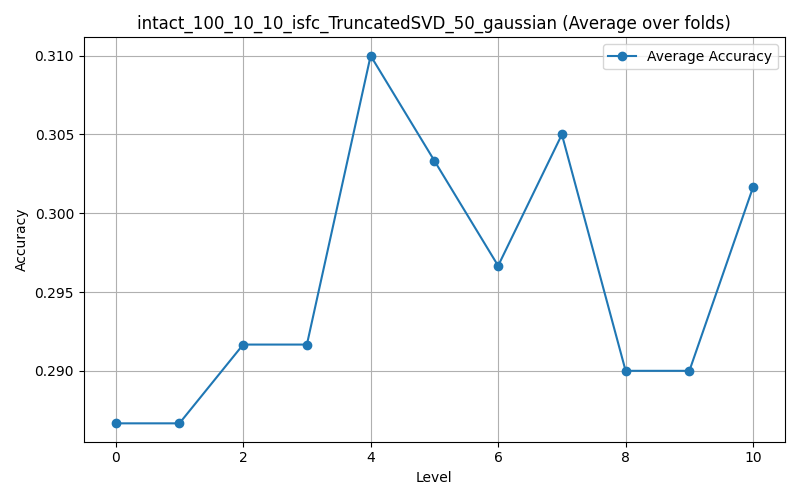 intact_100_10_10_isfc_TruncatedSVD_50_gaussian (Average over folds)
Average Accuracy
0.310
0.305
0.300
0.295
0.290
Accuracy
0 2 4 6 8 10
Level